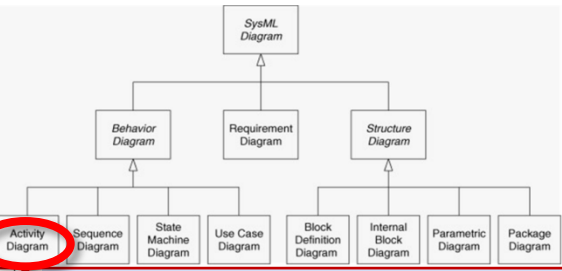 SysML
Diagram
Behavior
Diagram
Requirement
Diagram
Structure
Diagram
Activity
Diagram
Sequence
Diagram
State
Machine
Diagram
Use Case
Diagram
Block
Definition
Diagram
Internal
Block
Diagram
Parametric
Diagram
Package
Diagram